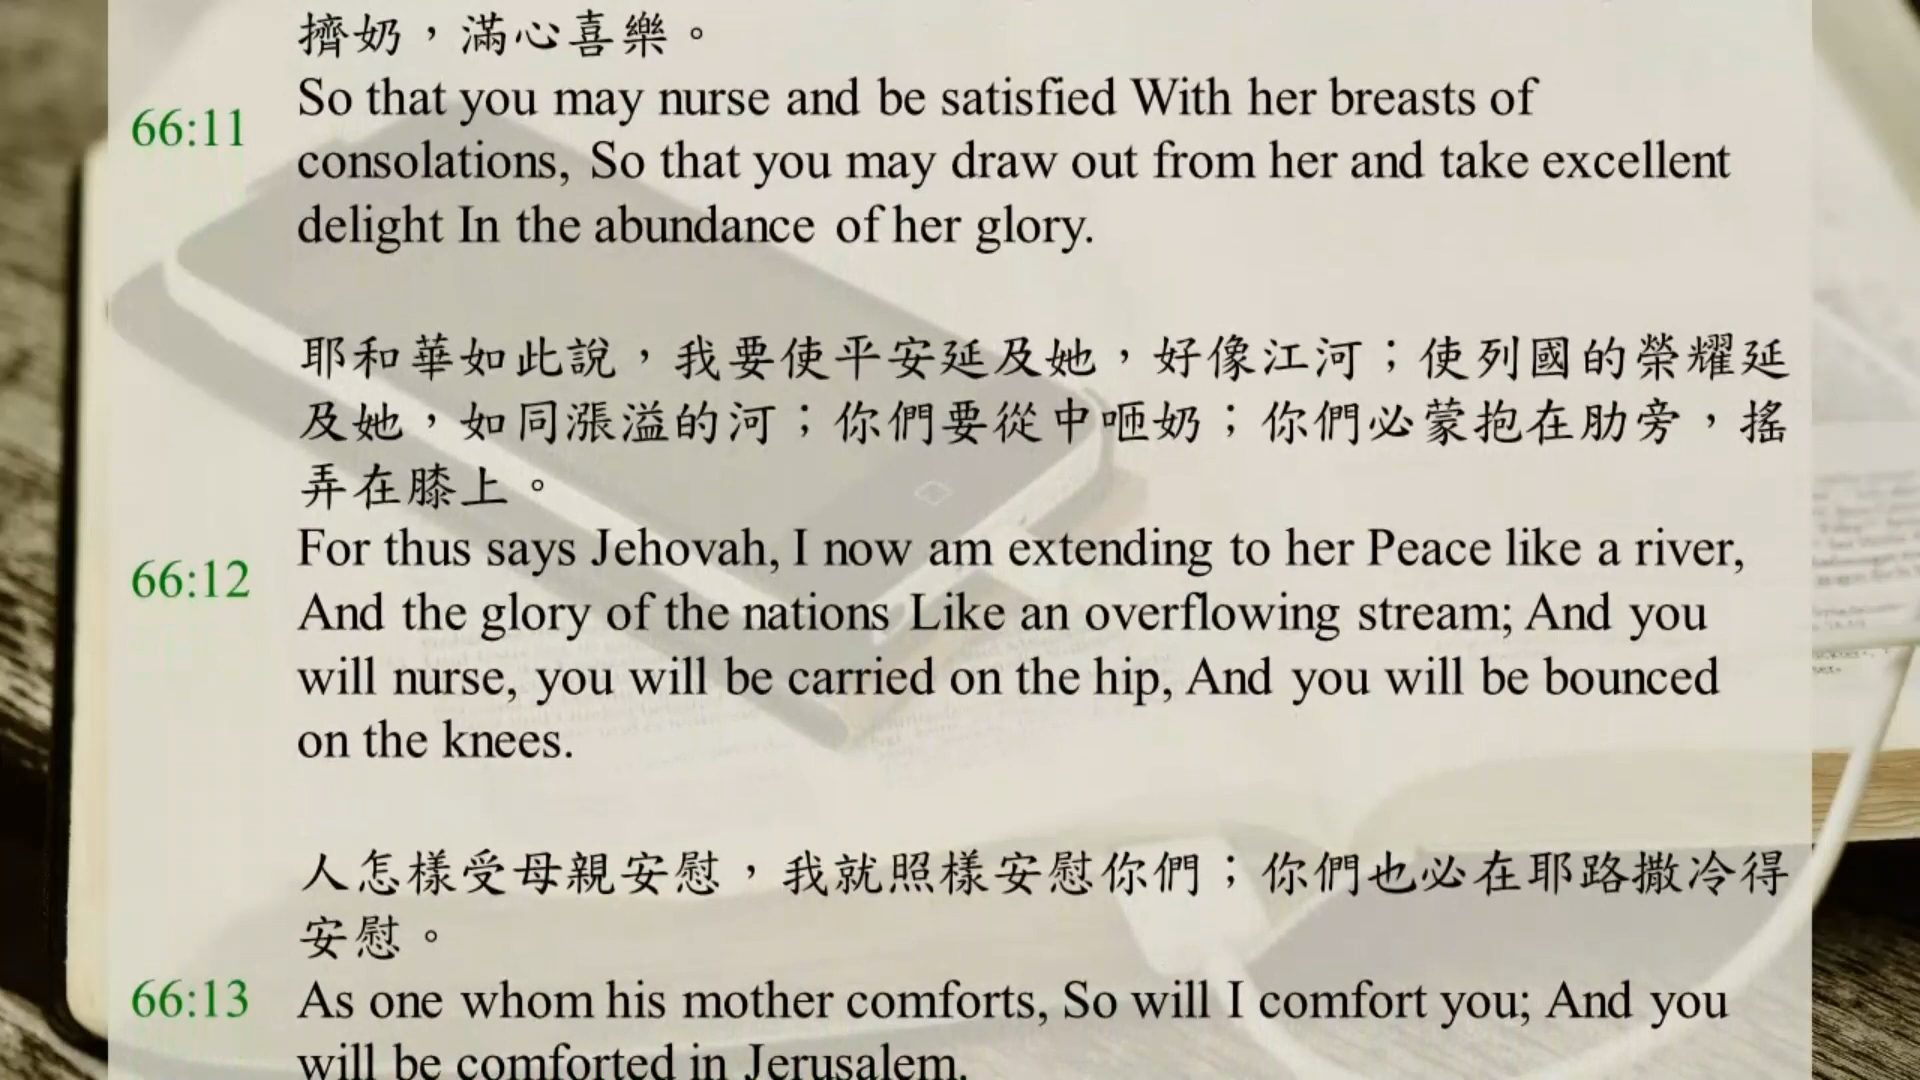 擠奶，滿心喜樂。
66:11
So that you may nurse and be satisfied With her breasts of
consolations, So that you may draw out from her and take excellent
delight In the abundance of her glory.
耶和華如此說，我要使平安延及她，好像江河；使列國的榮耀延
及她，如同漲溢的河；你們要從中咂奶；你們必蒙抱在肋旁，搖
弄在膝上。
66:12
For thus says Jehovah, I now am extending to her Peace like a river,
And the glory of the nations Like an overflowing stream; And you
will nurse, you will be carried on the hip, And you will be bounced
on the knees.
人怎樣受母親安慰，我就照樣安慰你們；你們也必在耶路撒冷得
安慰。
66:13
As one whom his mother comforts, So will I comfort you; And you
will be comforted in Jerusalem.